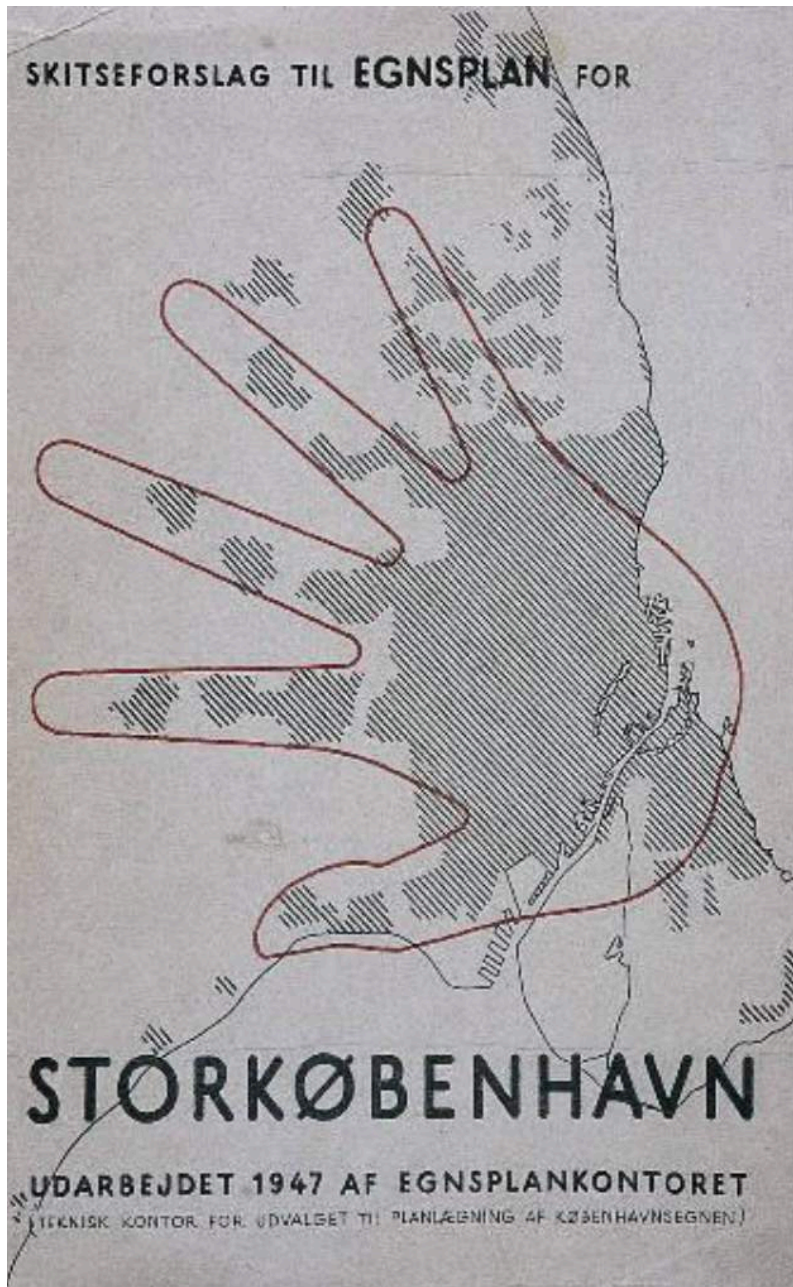 SKITSEFORSLAG TIL EGNSPLAN FOR
STORKØBENHAVN
UDARBEJDET 1947 AF EGNSPLANKONTORET
(TEKNISK KONTOR FOR UDVALGET TIL PLANLÆGNING AF KØBENHAVNSEGNEN)